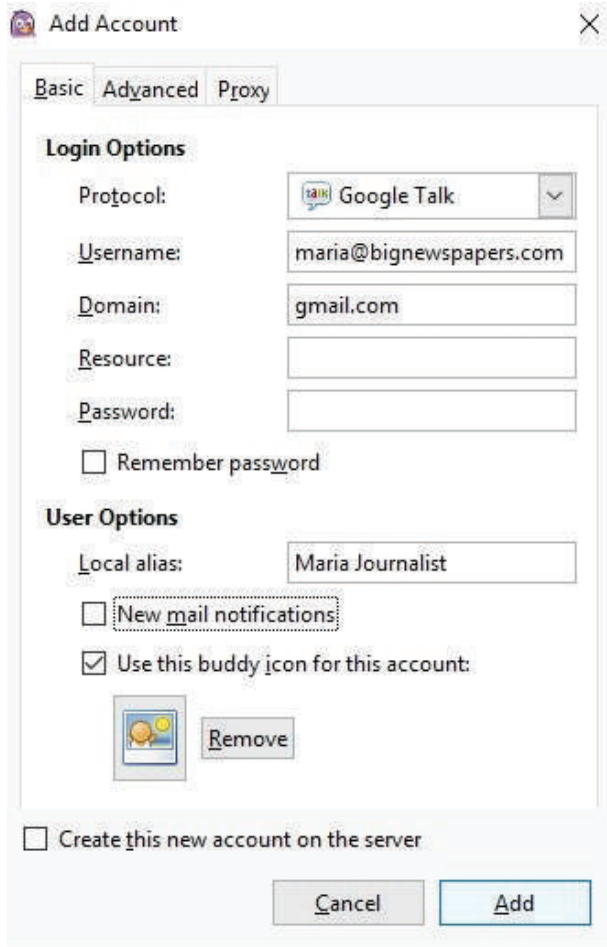 Add Account
Basic Advanced Proxy
Login Options
Protocol: talk Google Talk
Username: maria@bignewspapers.com
Domain: gmail.com
Resource:
Password:
Remember password
User Options
Local alias: Maria Journalist
New mail notifications
Use this buddy icon for this account:
Remove
Create this new account on the server
Cancel Add